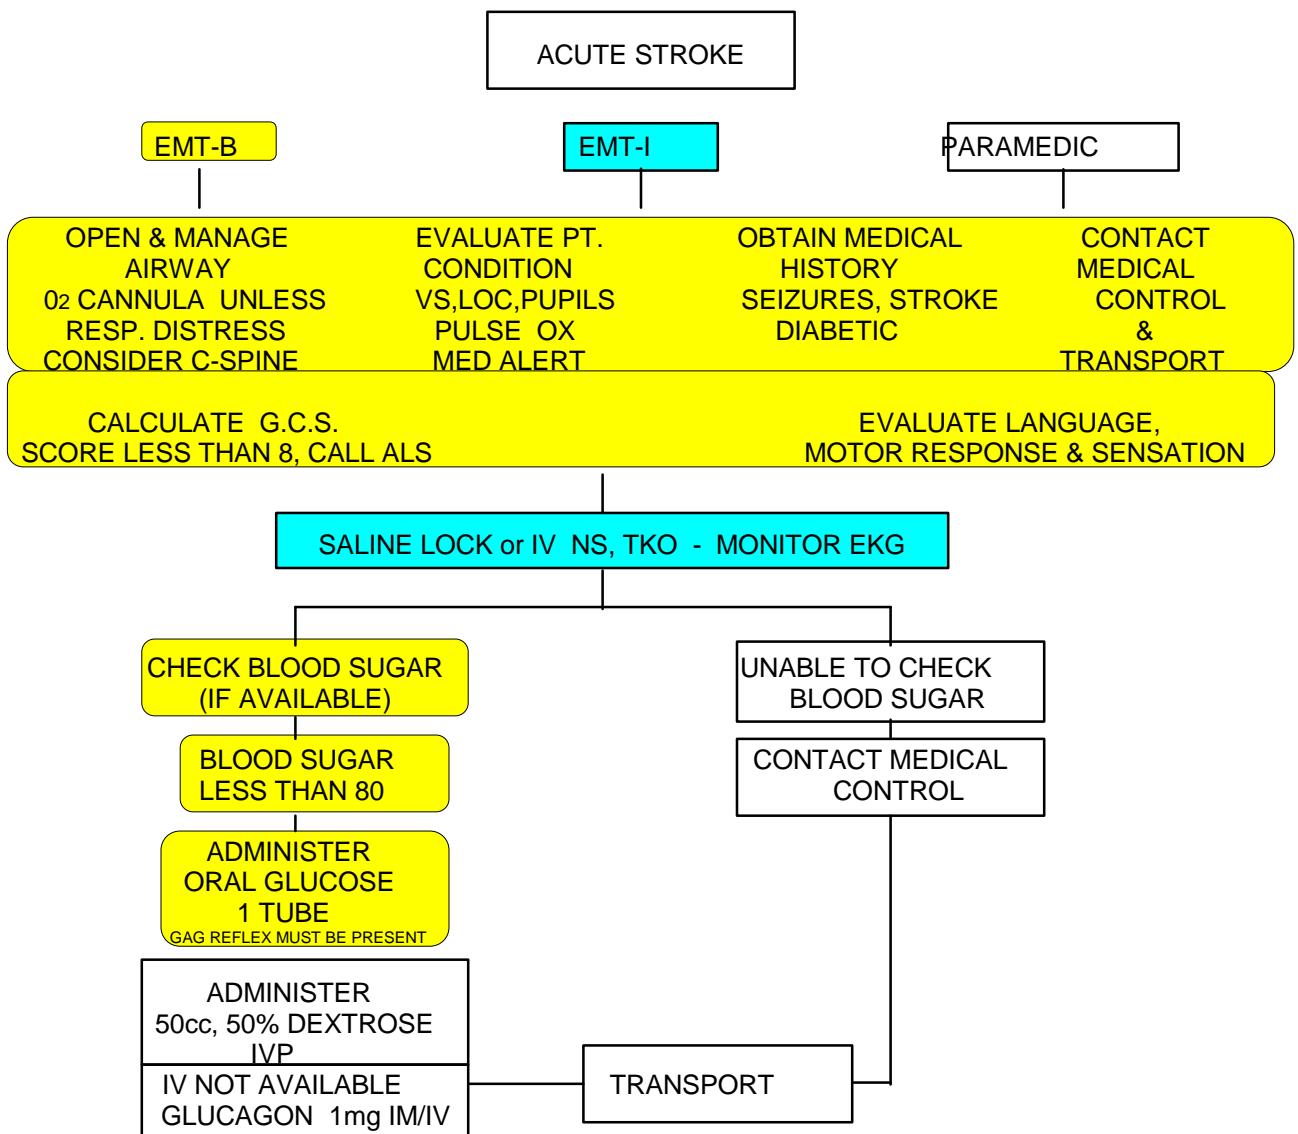 ACUTE STROKE
EMT-B
EMT-I
PARAMEDIC
OPEN & MANAGE
AIRWAY
02 CANNULA UNLESS
RESP. DISTRESS
CONSIDER C-SPINE
EVALUATE PT.
CONDITION
VS,LOC,PUPILS
PULSE OX
MED ALERT
OBTAIN MEDICAL
HISTORY
SEIZURES, STROKE
DIABETIC
CONTACT
MEDICAL
CONTROL
&
TRANSPORT
CALCULATE G.C.S.
SCORE LESS THAN 8, CALL ALS
EVALUATE LANGUAGE,
MOTOR RESPONSE & SENSATION
SALINE LOCK or IV NS, TKO - MONITOR EKG
CHECK BLOOD SUGAR
(IF AVAILABLE)
BLOOD SUGAR
LESS THAN 80
ADMINISTER
ORAL GLUCOSE
1 TUBE
GAG REFLEX MUST BE PRESENT
ADMINISTER
50cc, 50% DEXTROSE
IVP
IV NOT AVAILABLE
GLUCAGON 1mg IM/IV
UNABLE TO CHECK
BLOOD SUGAR
CONTACT MEDICAL
CONTROL
TRANSPORT